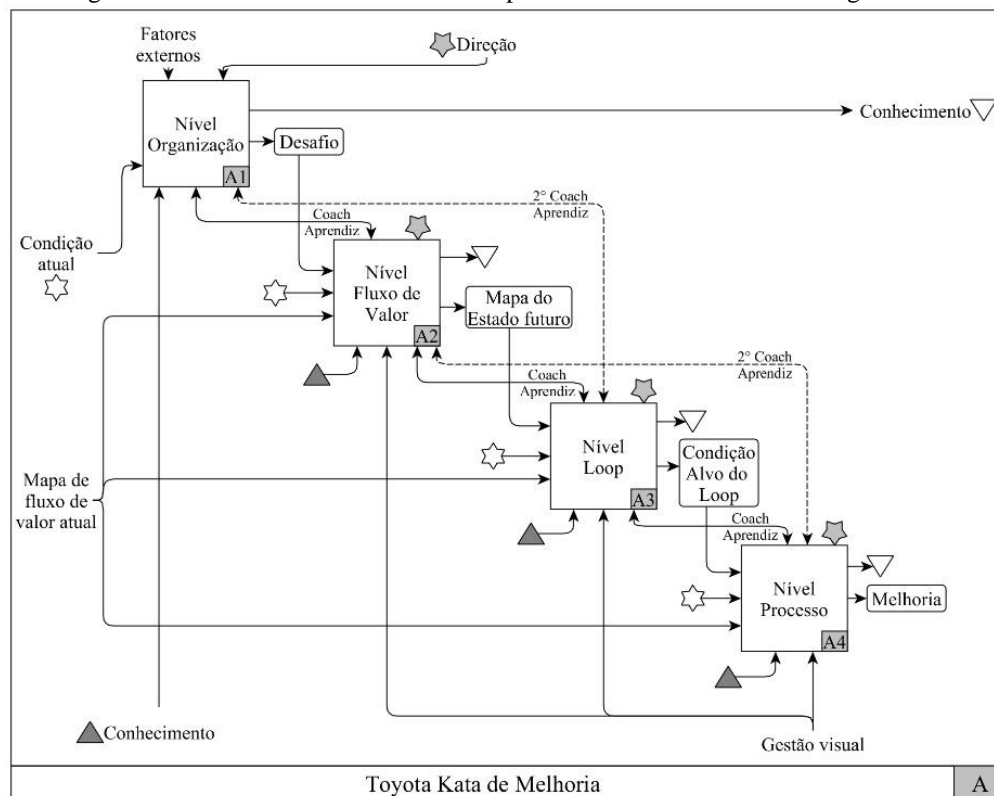 Fatores
externos
Direção
Nível
Organização
A1
Desafio
Conhecimento
2° Coach
Aprendiz
Coach
Aprendiz
Condição
atual
Nível
Fluxo de
Valor
A2
Mapa do
Estado futuro
2° Coach
Aprendiz
Coach
Aprendiz
Mapa de
fluxo de
valor atual
Nível
Loop
A3
Condição
Alvo do
Loop
Coach
Aprendiz
Nível
Processo
A4
Melhoria
Conhecimento
Gestão visual
Toyota Kata de Melhoria
A